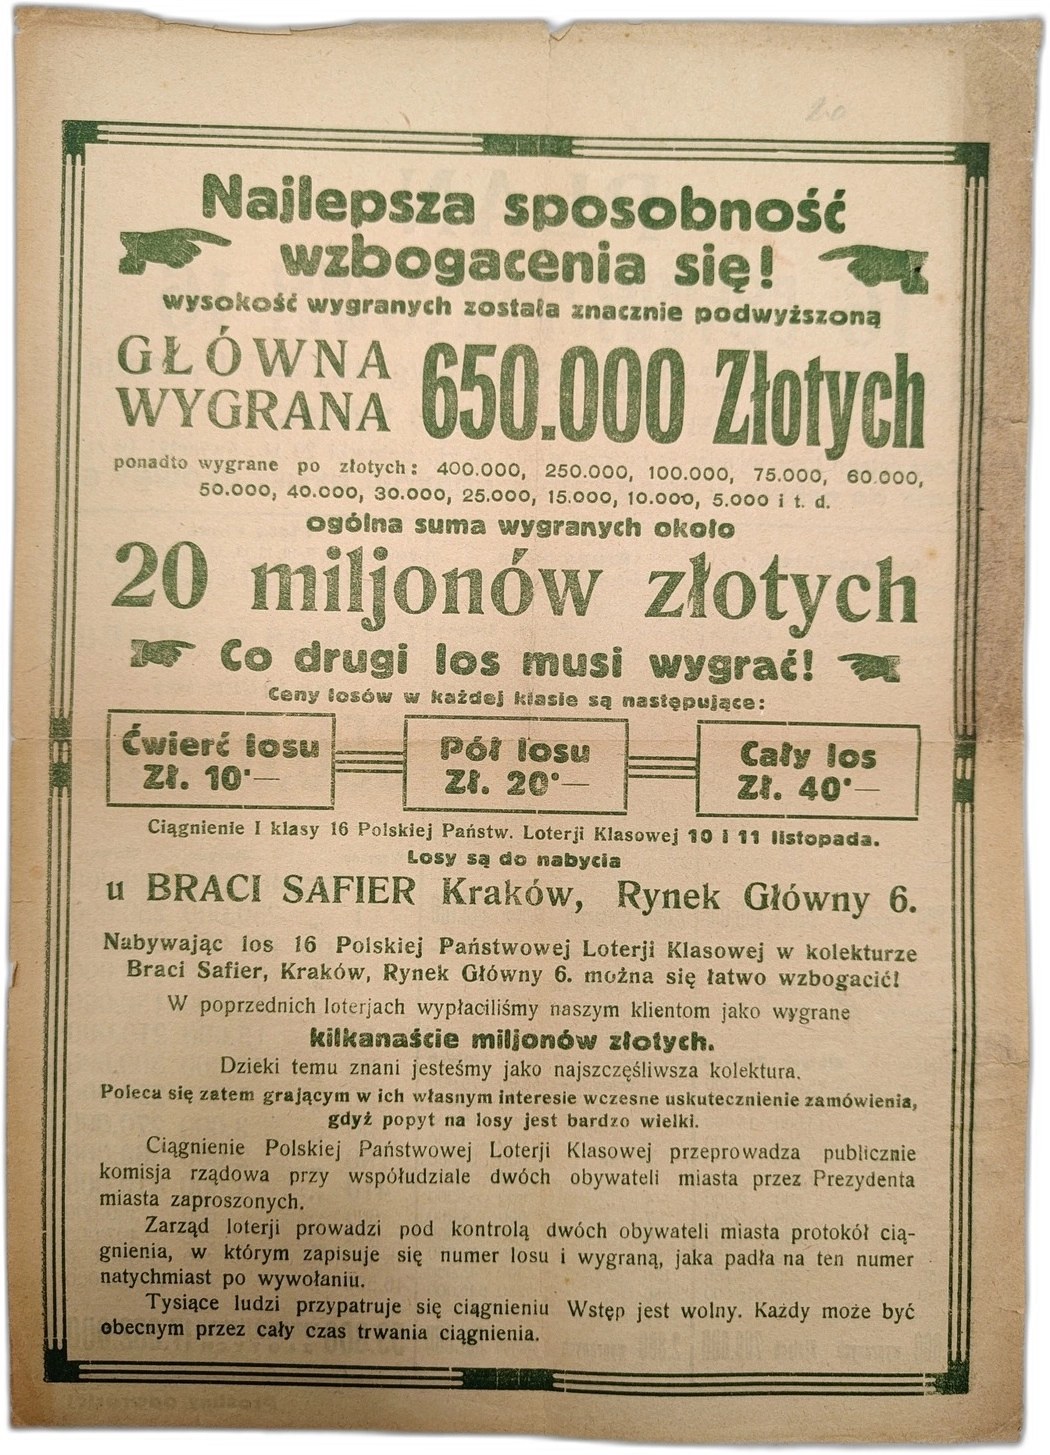 20
Najlepsza sposobność
wzbogacenia się!
wysokość wygranych została znacznie podwyższoną
GŁÓWNA
WYGRANA
650.000 Złotych
ponadto wygrane po złotych: 400.000, 250.000, 100.000, 75.000, 60.000,
50.000, 40.000, 30.000, 25.000, 15.000, 10.000, 5.000 i t. d.
ogólna suma wygranych około
20 miljonów złotych
Co drugi los musi wygrać!
Ceny losów w każdej klasie są następujące:
Ćwierć losu
Zł. 10·—
Pół losu
Zł. 20·—
Cały los
Zł. 40·—
Ciągnienie I klasy 16 Polskiej Państw. Loterji Klasowej 10 i 11 listopada.
Losy są do nabycia
u BRACI SAFIER Kraków, Rynek Główny 6.
Nabywając los 16 Polskiej Państwowej Loterji Klasowej w kolekturze
Braci Safier, Kraków, Rynek Główny 6. można się łatwo wzbogacić!
W poprzednich loterjach wypłaciliśmy naszym klientom jako wygrane
kilkanaście miljonów złotych.
Dzieki temu znani jesteśmy jako najszczęśliwsza kolektura.
Poleca się zatem grającym w ich własnym interesie wczesne uskutecznienie zamówienia,
gdyż popyt na losy jest bardzo wielki.
Ciągnienie Polskiej Państwowej Loterji Klasowej przeprowadza publicznie
komisja rządowa przy współudziale dwóch obywateli miasta przez Prezydenta
miasta zaproszonych.
Zarząd loterji prowadzi pod kontrolą dwóch obywateli miasta protokół cią-
gnienia, w którym zapisuje się numer losu i wygraną, jaka padła na ten numer
natychmiast po wywołaniu.
Tysiące ludzi przypatruje się ciągnieniu Wstęp jest wolny. Każdy może być
obecnym przez cały czas trwania ciągnienia.